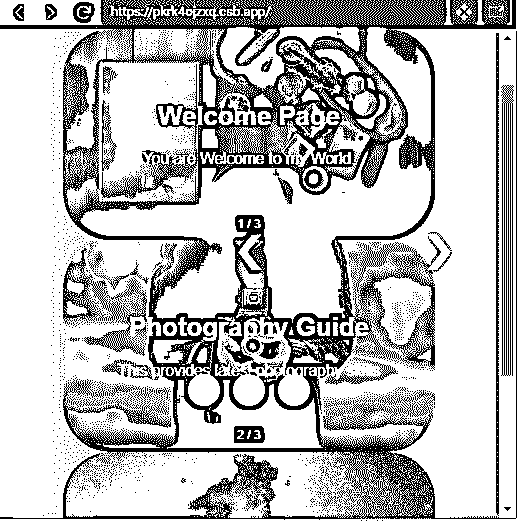 https://pkrk4ojzxq.csb.app/
Welcome Page
You are Welcome to my World
1/3
Photography Guide
This provides latest photography
2/3